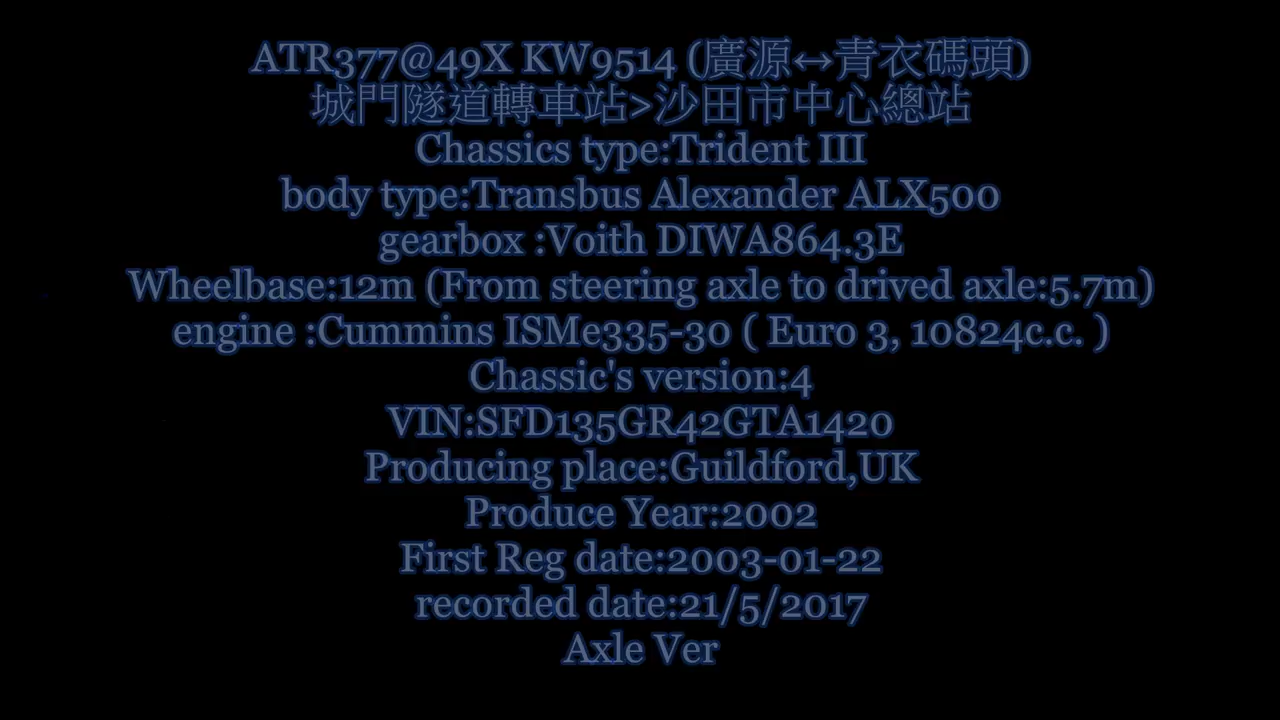 ATR377@49X KW9514 (廣源↔青衣碼頭)
城門隧道轉車站>沙田市中心總站
Chassics type:Trident III
body type:Transbus Alexander ALX500
gearbox :Voith DIWA864.3E
Wheelbase:12m (From steering axle to drived axle:5.7m)
engine :Cummins ISMe335-30 ( Euro 3, 10824c.c. )
Chassic's version:4
VIN:SFD135GR42GTA1420
Producing place:Guildford,UK
Produce Year:2002
First Reg date:2003-01-22
recorded date:21/5/2017
Axle Ver